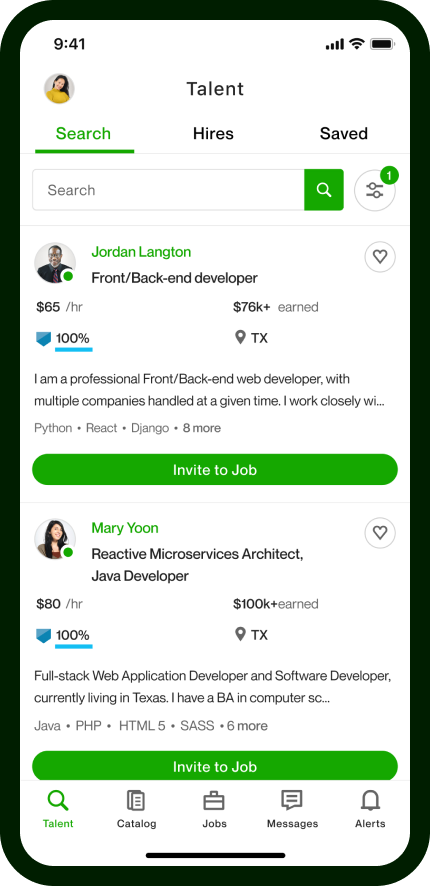 9:41
Talent
Search Hires Saved
Search
1
Jordan Langton
Front/Back-end developer
$65 /hr $76k+ earned
100% TX
I am a professional Front/Back-end web developer, with
multiple companies handled at a given time. I work closely wi...
Python • React • Django • 8 more
Invite to Job
Mary Yoon
Reactive Microservices Architect,
Java Developer
$80 /hr $100k+earned
100% TX
Full-stack Web Application Developer and Software Developer,
currently living in Texas. I have a BA in computer sc...
Java • PHP • HTML 5 • SASS • 6 more
Invite to Job
Talent Catalog Jobs Messages Alerts